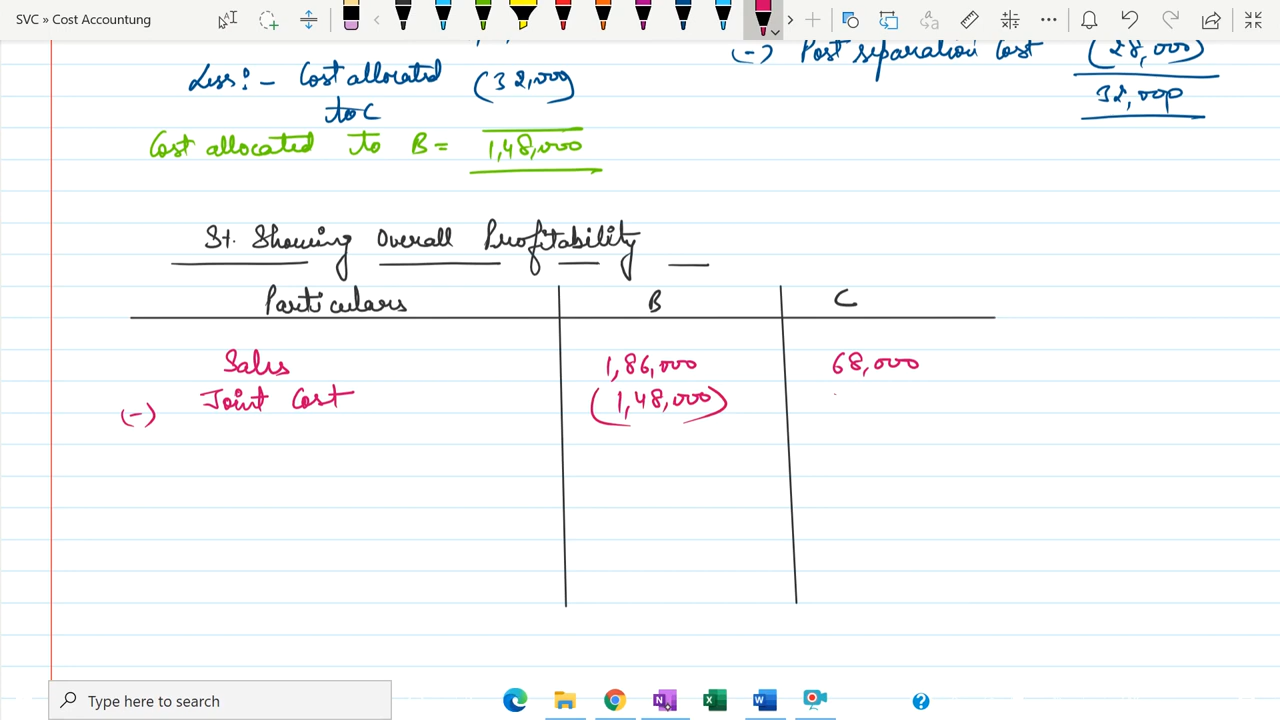 SVC » Cost Accountung
(-) Post separation Cost (28,000)
Less:- Cost allocated to C (32,000)
32,000
Cost allocated to B = 1,48,000
St. Showing Overall Profitability
Particulars B C
Sales 1,86,000 68,000
(-) Joint Cost (1,48,000)
Type here to search